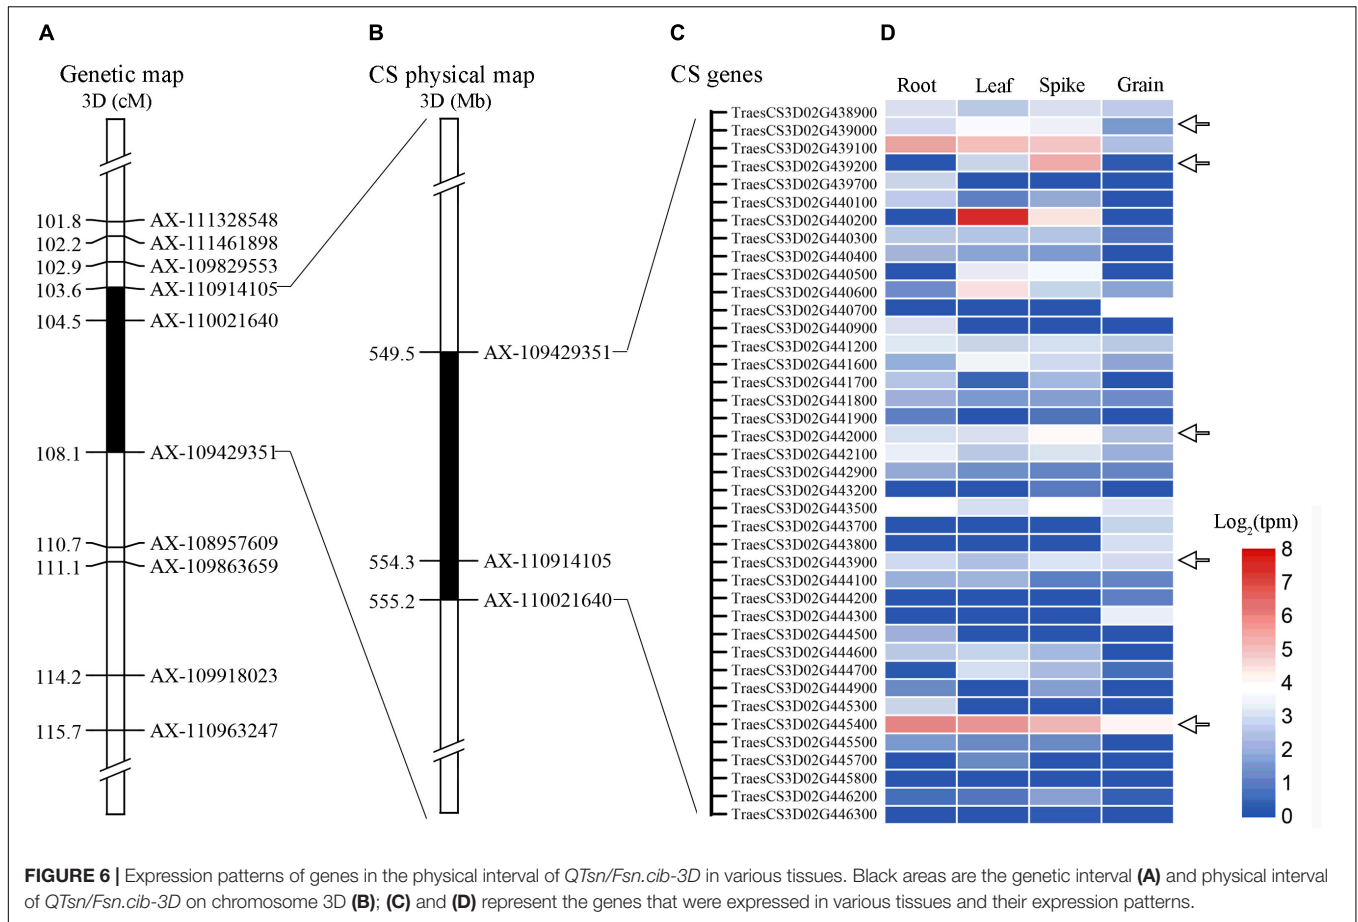 A
B
C
D
Genetic map
3D (cM)
101.8 AX-111328548
102.2 AX-111461898
102.9 AX-109829553
103.6 AX-110914105
104.5 AX-110021640
108.1 AX-109429351
110.7 AX-108957609
111.1 AX-109863659
114.2 AX-109918023
115.7 AX-110963247
CS physical map
3D (Mb)
549.5 AX-109429351
554.3 AX-110914105
555.2 AX-110021640
CS genes
Root Leaf Spike Grain
TraesCS3D02G438900
TraesCS3D02G439000
TraesCS3D02G439100
TraesCS3D02G439200
TraesCS3D02G439700
TraesCS3D02G440100
TraesCS3D02G440200
TraesCS3D02G440300
TraesCS3D02G440400
TraesCS3D02G440500
TraesCS3D02G440600
TraesCS3D02G440700
TraesCS3D02G440900
TraesCS3D02G441200
TraesCS3D02G441600
TraesCS3D02G441700
TraesCS3D02G441800
TraesCS3D02G441900
TraesCS3D02G442000
TraesCS3D02G442100
TraesCS3D02G442900
TraesCS3D02G443200
TraesCS3D02G443500
TraesCS3D02G443700
TraesCS3D02G443800
TraesCS3D02G443900
TraesCS3D02G444100
TraesCS3D02G444200
TraesCS3D02G444300
TraesCS3D02G444500
TraesCS3D02G444600
TraesCS3D02G444700
TraesCS3D02G444900
TraesCS3D02G445300
TraesCS3D02G445400
TraesCS3D02G445500
TraesCS3D02G445700
TraesCS3D02G445800
TraesCS3D02G446200
TraesCS3D02G446300
Log2(tpm)
8
7
6
5
4
3
2
1
0
FIGURE 6 | Expression patterns of genes in the physical interval of QTsn/Fsn.cib-3D in various tissues. Black areas are the genetic interval (A) and physical interval
of QTsn/Fsn.cib-3D on chromosome 3D (B); (C) and (D) represent the genes that were expressed in various tissues and their expression patterns.